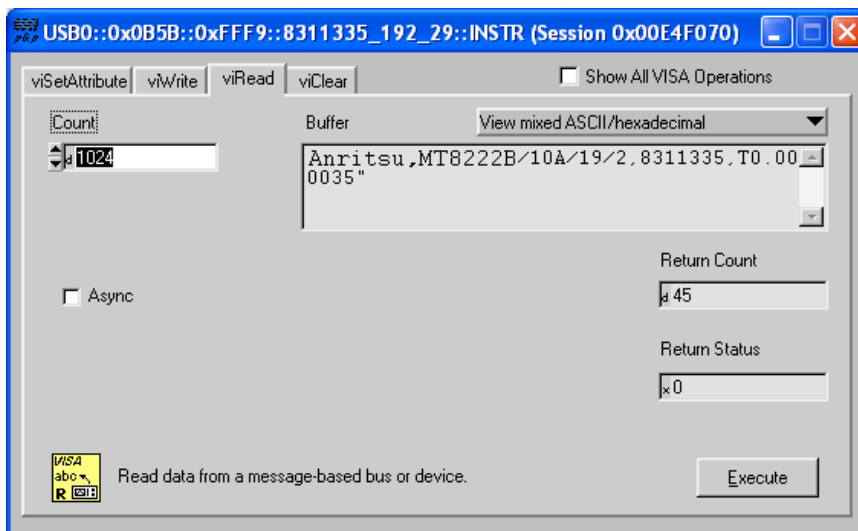 USB0::0x0B5B::0xFFF9::8311335_192_29::INSTR (Session 0x00E4F070)
viSetAttribute viWrite viRead viClear Show All VISA Operations
Count Buffer View mixed ASCII/hexadecimal
d 1024
Anritsu,MT8222B/10A/19/2,8311335,T0.00
0035"
Return Count
Async
d 45
Return Status
x 0
VISA
abc
R
Read data from a message-based bus or device.
Execute